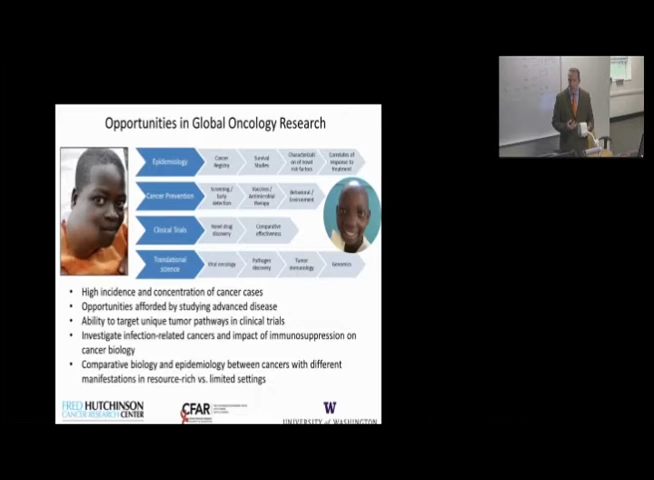 Opportunities in Global Oncology Research
Epidemiology
Cancer
Registry
Survival
Studies
Characterizati
on of novel
risk factors
Correlates of
response to
treatment
Cancer Prevention
Screening /
Early
detection
Vaccines /
Antimicrobial
therapy
Behavioral /
Environment
Clinical Trials
Novel drug
discovery
Comparative
effectiveness
Translational
science
Viral oncology
Pathogen
discovery
Tumor
immunology
Genomics
• High incidence and concentration of cancer cases
• Opportunities afforded by studying advanced disease
• Ability to target unique tumor pathways in clinical trials
• Investigate infection-related cancers and impact of immunosuppression on
cancer biology
• Comparative biology and epidemiology between cancers with different
manifestations in resource-rich vs. limited settings
FRED HUTCHINSON
CANCER RESEARCH CENTER
CFAR
W
UNIVERSITY of WASHINGTON